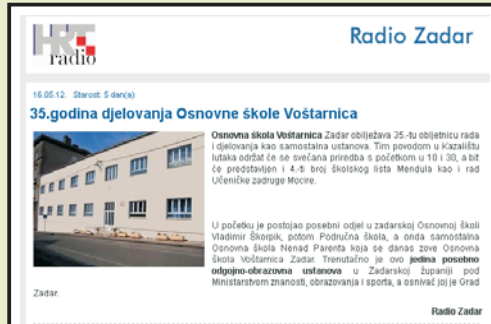 HRT
radio
Radio Zadar
16.05.12. Starost: 5 dan(a)
35.godina djelovanja Osnovne škole Voštarnica
Osnovna škola Voštarnica Zadar obilježava 35.-tu obljetnicu rada
i djelovanja kao samostalna ustanova. Tim povodom u Kazalištu
lutaka održat će se svečana priredba s početkom u 10 i 30, a bit
će predstavljen i 4.-ti broj školskog lista Mendula kao i rad
Učeničke zadruge Mocire.
U početku je postojao posebni odjel u zadarskoj Osnovnoj školi
Vladimir Škorpik, potom Područna škola, a onda samostalna
Osnovna škola Nenad Parenta koja se danas zove Osnovna
škola Voštarnica Zadar. Trenutačno je ovo jedina posebno
odgojno-obrazovna ustanova u Zadarskoj županiji pod
Ministarstvom znanosti, obrazovanja i sporta, a osnivač joj je Grad
Zadar.
Radio Zadar